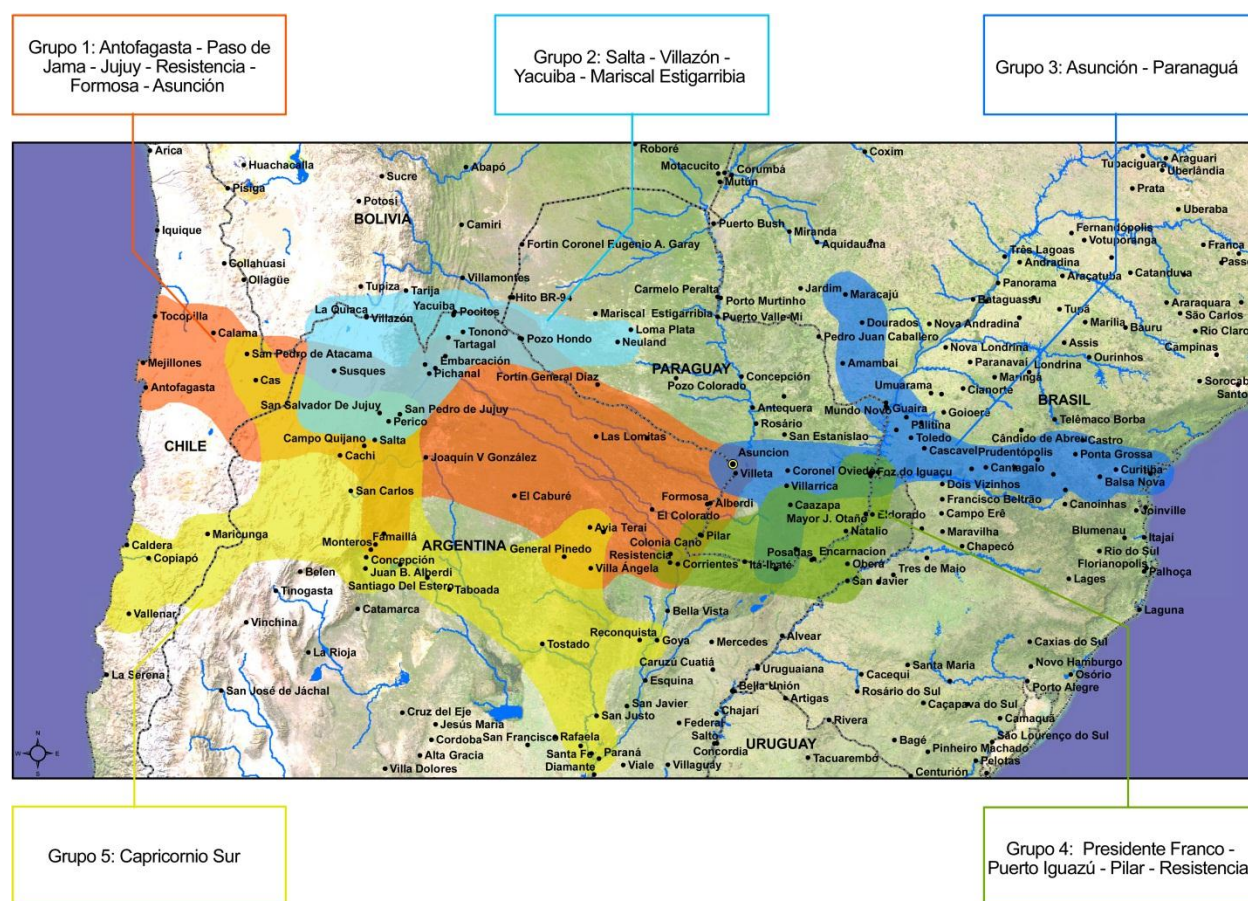 Grupo 1: Antofagasta - Paso de
Jama - Jujuy - Resistencia -
Formosa - Asunción
Grupo 2: Salta - Villazón -
Yacuiba - Mariscal Estigarribia
Grupo 3: Asunción - Paranaguá
Arica
Huachacalla
Pisiga
Sucre
Abapó
Potosi
BOLIVIA
Camiri
Roboré
Motacucito
Corumbá
Mutún
Coxim
Tupaciguara
Araguari
Uberlândia
Prata
Uberaba
Iquique
Collahuasi
Ollagüe
Fortin Coronel Eugenio A. Garay
Puerto Bush
Miranda
Aquidauana
Três Lagoas
Andradina
Fernandópolis
Votuporanga
Franca
Passo
Tupiza
Tarija
Villamontes
Hito BR-94
Carmelo Peralta
Porto Murtinho
Jardim
Maracajú
Panorama
Araçatuba
Catanduva
Tocopilla
Calama
La Quiaca
Villazón
Yacuiba
Pocitos
Mariscal Estigarribia
Puerto Valle-Mi
Bataguassu
Tupã
Araraquara
São Carlos
Tonono
Tartagal
Pozo Hondo
Loma Plata
Neuland
Dourados
Pedro Juan Caballero
Nova Andradina
Marilia
Bauru
Rio Claro
Mejillones
Antofagasta
San Pedro de Atacama
Cas
Susques
Embarcación
Pichanal
Fortín General Díaz
PARAGUAY
Pozo Colorado
Concepción
Amambai
Nova Londrina
Paranavaí
Maringá
Londrina
Assis
Ourinhos
Campinas
Sorocab
Santo
San Salvador De Jujuy
San Pedro de Jujuy
Perico
Antequera
Rosário
San Estanislao
Umuarama
Mundo Novo
Guaira
Cianorte
Goioerê
BRASIL
Telêmaco Borba
CHILE
Campo Quijano
Salta
Cachi
Joaquin V González
Las Lomitas
Asuncion
Villeta
Coronel Oviedo
Palitina
Toledo
Cascavel
Foz do Iguaçu
Cândido de Abreu
Castro
Prudentópolis
Ponta Grossa
Cantagalo
Curitiba
Balsa Nova
San Carlos
El Caburé
Formosa
Alberdi
El Colorado
Villarrica
Caazapa
Mayor J. Otaño
Eldorado
Natalio
Dois Vizinhos
Francisco Beltrão
Campo Erê
Canoinhas
Joinville
Caldera
Copiapó
Maricunga
Monteros
Famaillá
Concepción
Juan B. Alberdi
ARGENTINA
General Pinedo
Avia Terai
Villa Ángela
Colonia Cano
Pilar
Resistencia
Corrientes
Itá-Ibaté
Posadas
Encarnacion
Oberá
San Javier
Maravilha
Chapecó
Tres de Maio
Blumenau
Itajaí
Rio do Sul
Florianopolis
Lages
Palhoça
Belen
Tinogasta
Santiago Del Estero
Taboada
Catamarca
Vallenar
Vinchina
La Rioja
Bella Vista
Laguna
Tostado
Reconquista
Goya
Mercedes
Alvear
Caxias do Sul
La Serena
San José de Jáchal
Caruzú Cuatiá
Esquina
Uruguaiana
Bella Unión
Artigas
Cacequi
Rosário do Sul
Santa Maria
Novo Hamburgo
Osório
Porto Alegre
Cruz del Eje
Jesús Maria
Cordoba
Alta Gracia
Villa Dolores
San Francisco
Rafaela
Santa Fe
Diamante
Paraná
San Justo
San Javier
Viale
Federal
Chajarí
Salto
Concordia
Villaguay
URUGUAY
Rivera
Tacuarembó
Caçapava do Sul
Camaquã
Bagé
São Lourenço do Sul
Pinheiro Machado
Pelotas
Centurión
N
W
E
S
Grupo 5: Capricornio Sur
Grupo 4: Presidente Franco -
Puerto Iguazú - Pilar - Resistencia